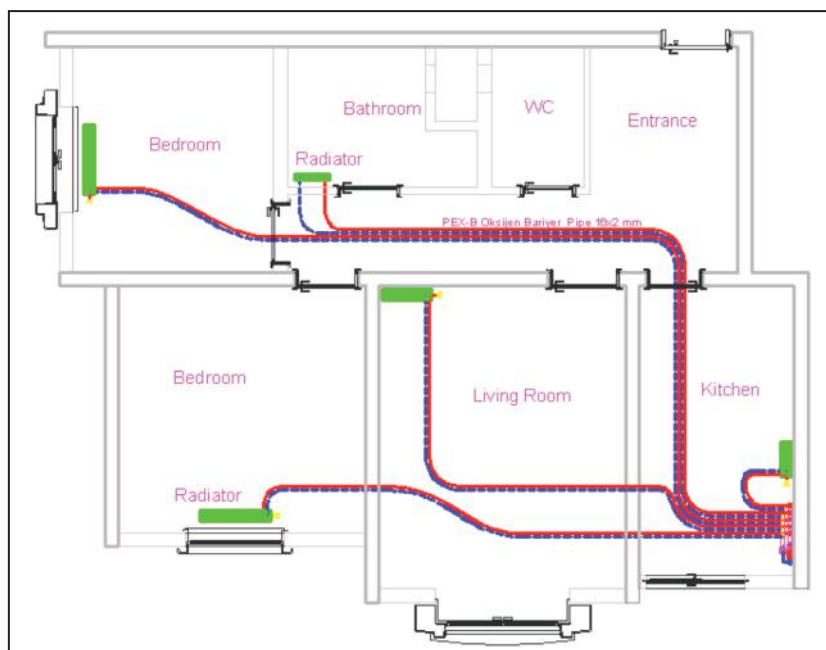 Bathroom
WC
Entrance
Bedroom
Radiator
PEX-B Oksijen Bariyer Pipe 16x2 mm
Bedroom
Living Room
Kitchen
Radiator